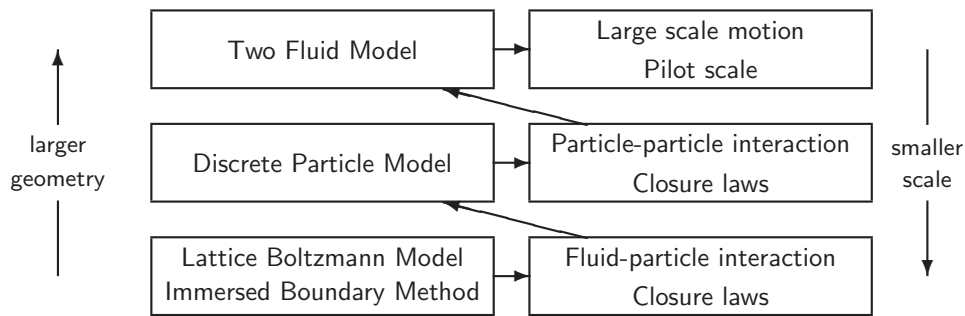 Two Fluid Model
Large scale motion
Pilot scale
larger
geometry
Discrete Particle Model
Particle-particle interaction
Closure laws
smaller
scale
Lattice Boltzmann Model
Immersed Boundary Method
Fluid-particle interaction
Closure laws